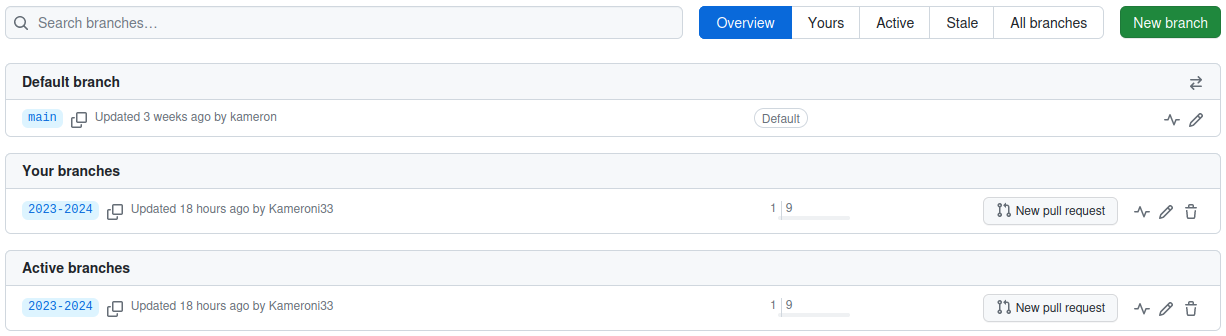 Search branches… Overview Yours Active Stale All branches New branch
Default branch
main Updated 3 weeks ago by kameron Default
Your branches
2023-2024 Updated 18 hours ago by Kameroni33 1 9 New pull request
Active branches
2023-2024 Updated 18 hours ago by Kameroni33 1 9 New pull request